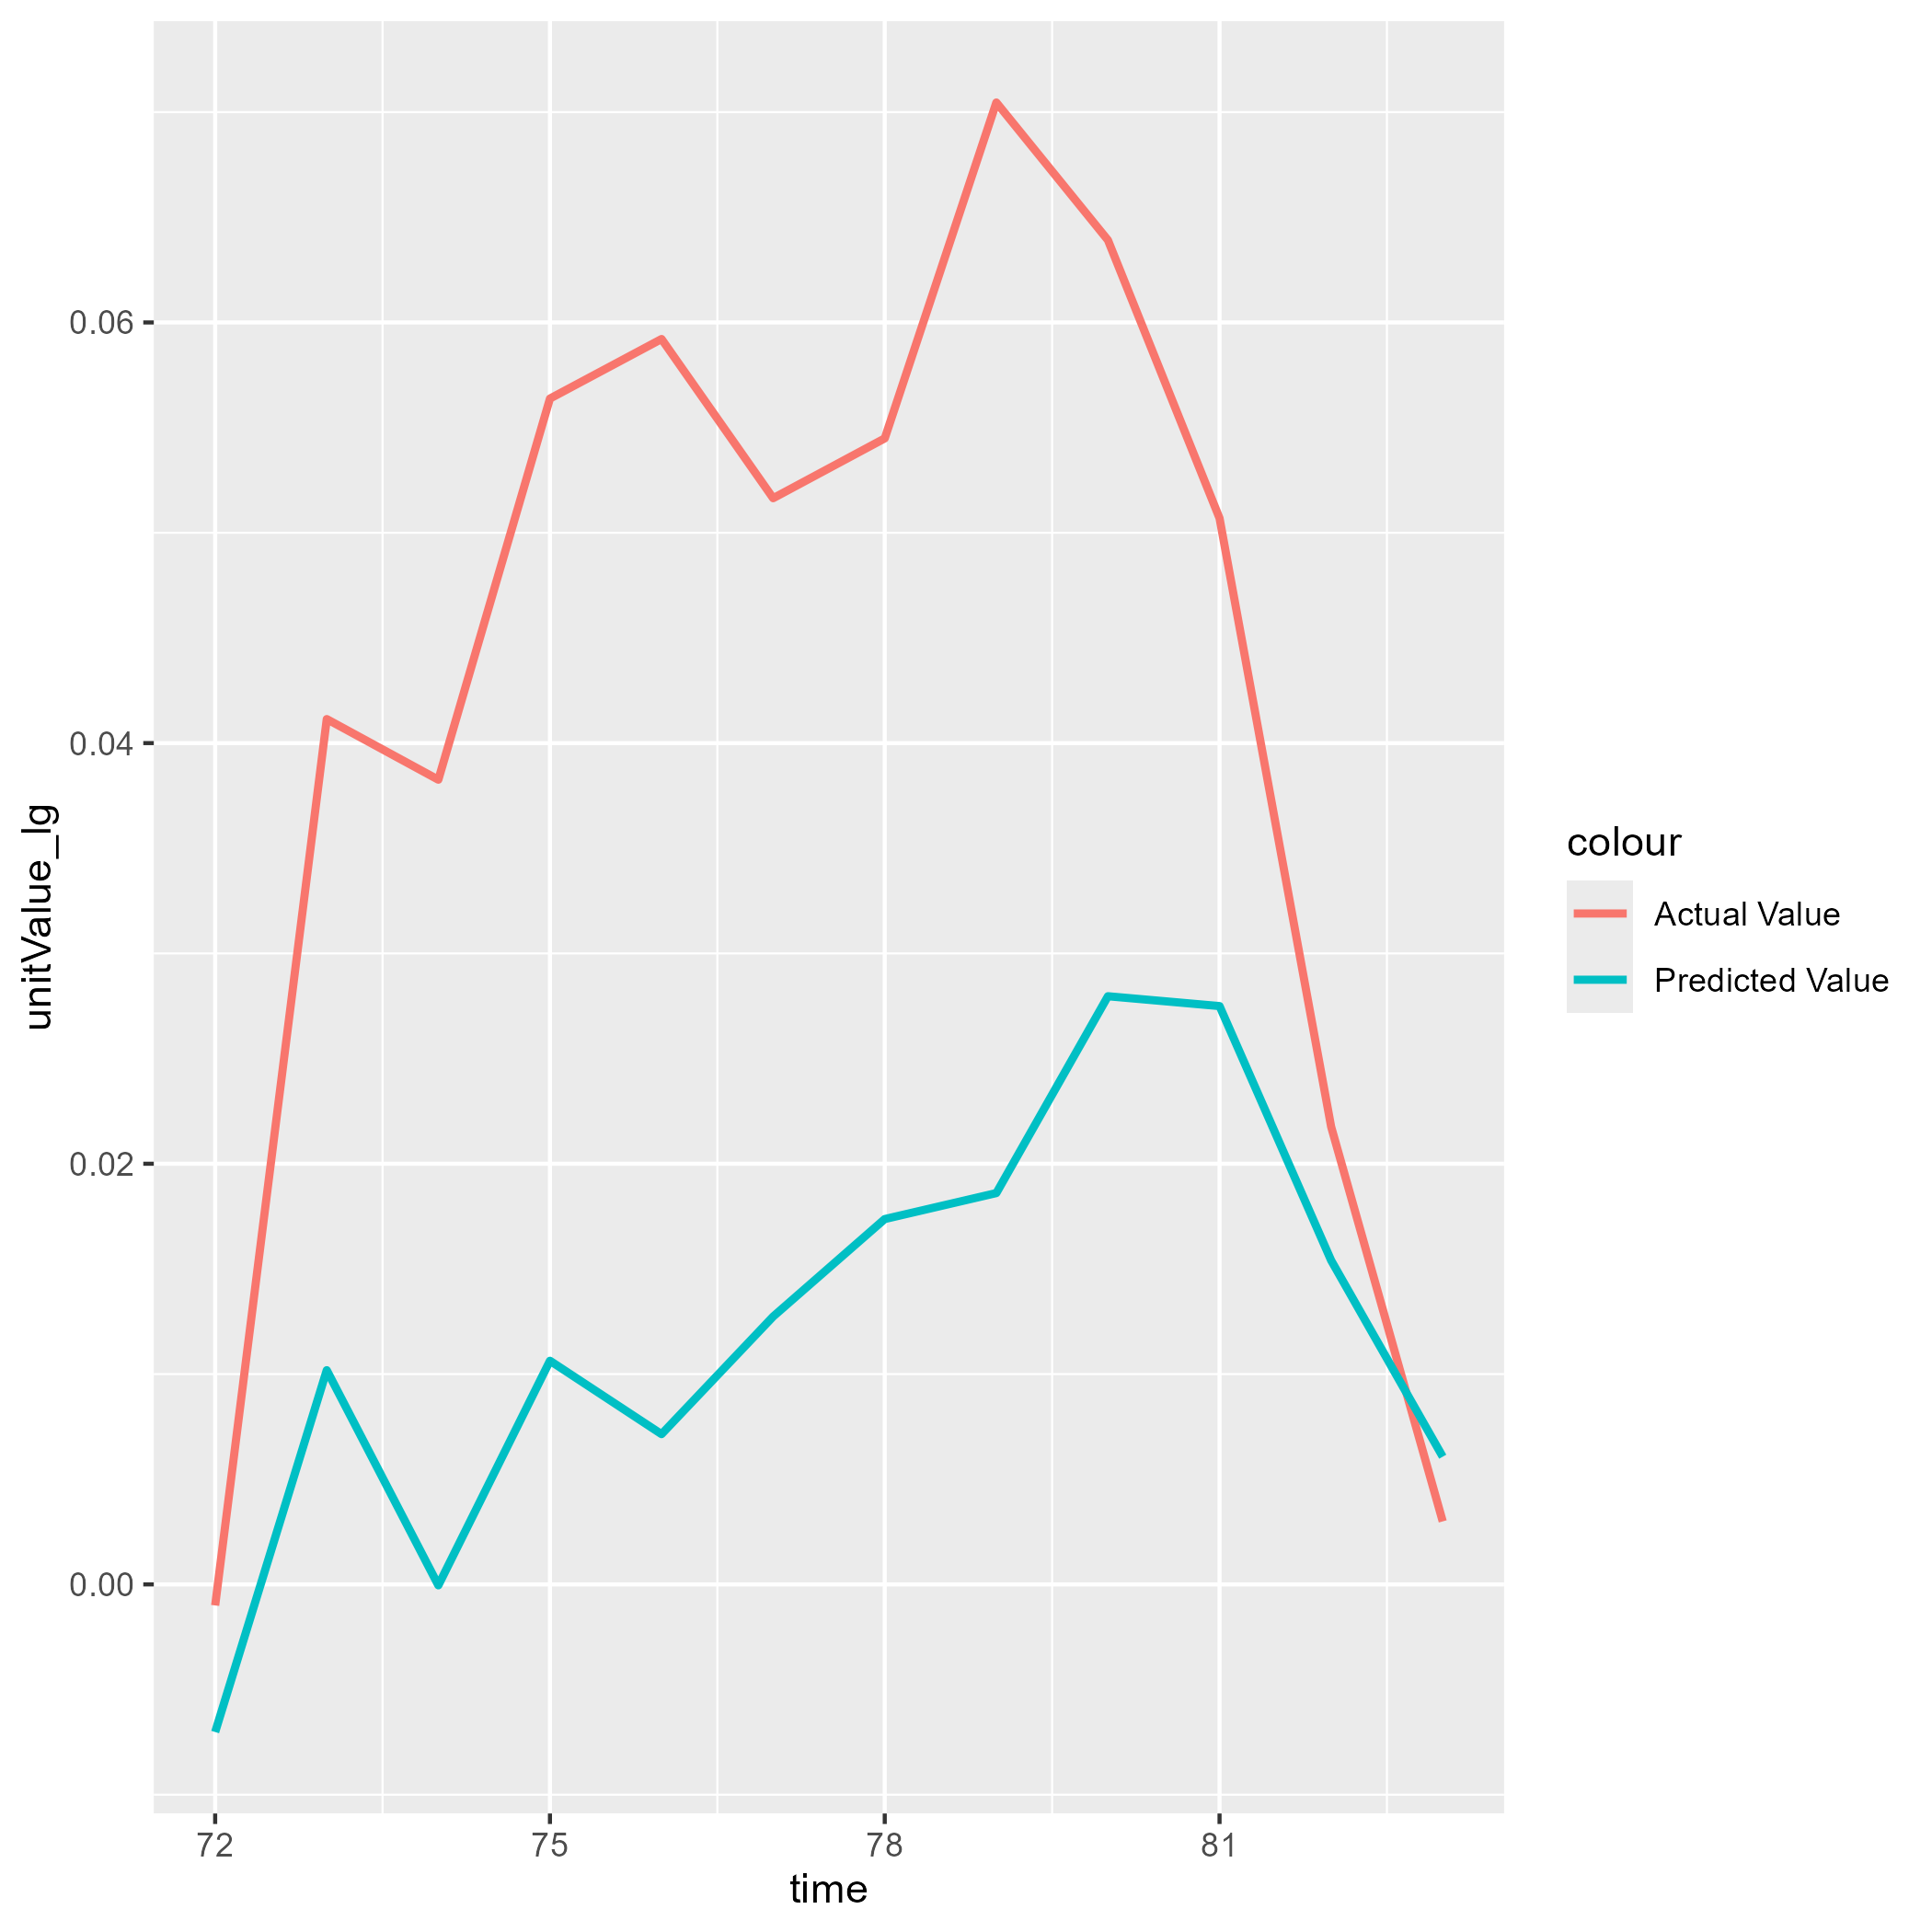 unitValue_lg
0.06
0.04
0.02
0.00
72 75 78 81
time
colour
Actual Value
Predicted Value